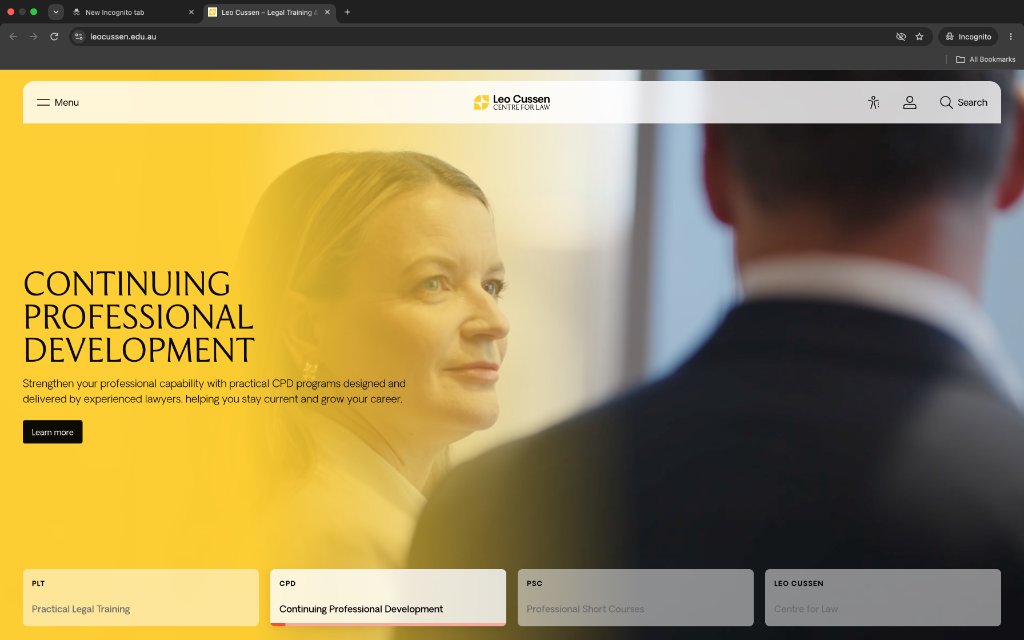 New Incognito tab
Leo Cussen – Legal Training &
leocussen.edu.au
Incognito
All Bookmarks
Menu
Leo Cussen
CENTRE FOR LAW
Search
CONTINUING
PROFESSIONAL
DEVELOPMENT
Strengthen your professional capability with practical CPD programs designed and
delivered by experienced lawyers, helping you stay current and grow your career.
Learn more
PLT
Practical Legal Training
CPD
Continuing Professional Development
PSC
Professional Short Courses
LEO CUSSEN
Centre for Law